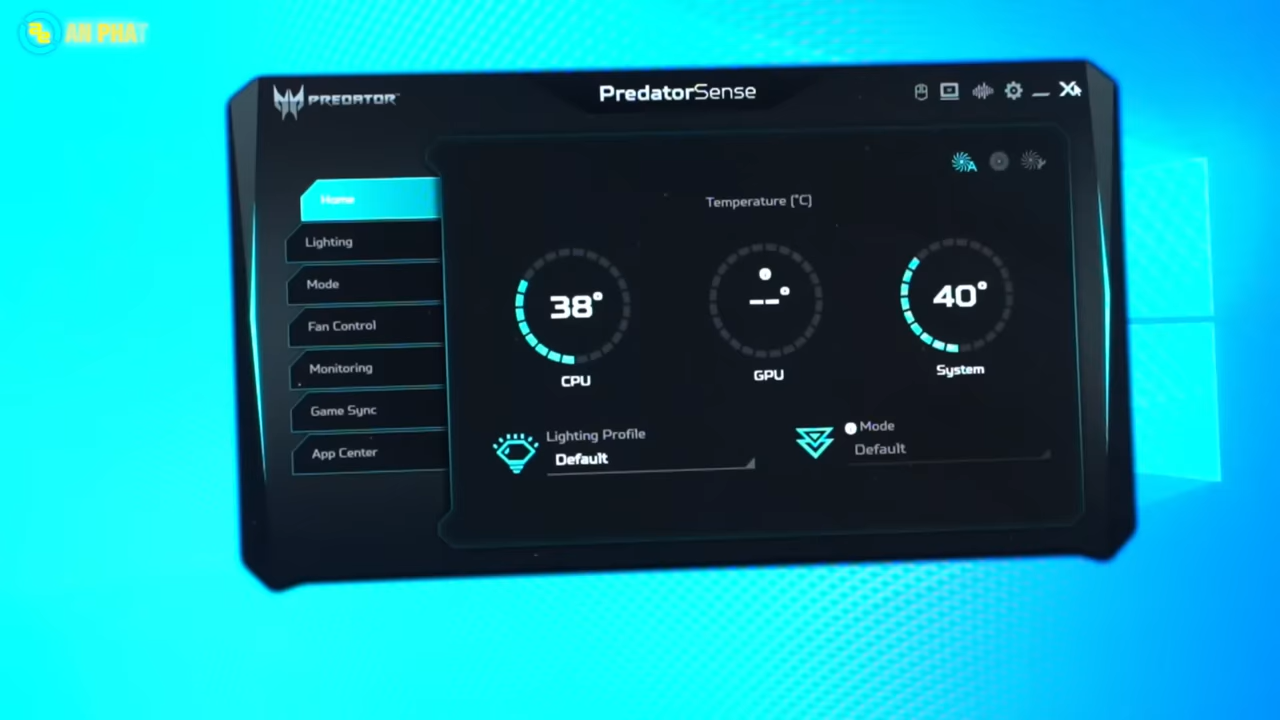 AN PHAT
PREDATOR
PredatorSense
Home
Lighting
Mode
Fan Control
Monitoring
Game Sync
App Center
Temperature (°C)
38°
CPU
--°
GPU
40°
System
Lighting Profile
Default
Mode
Default